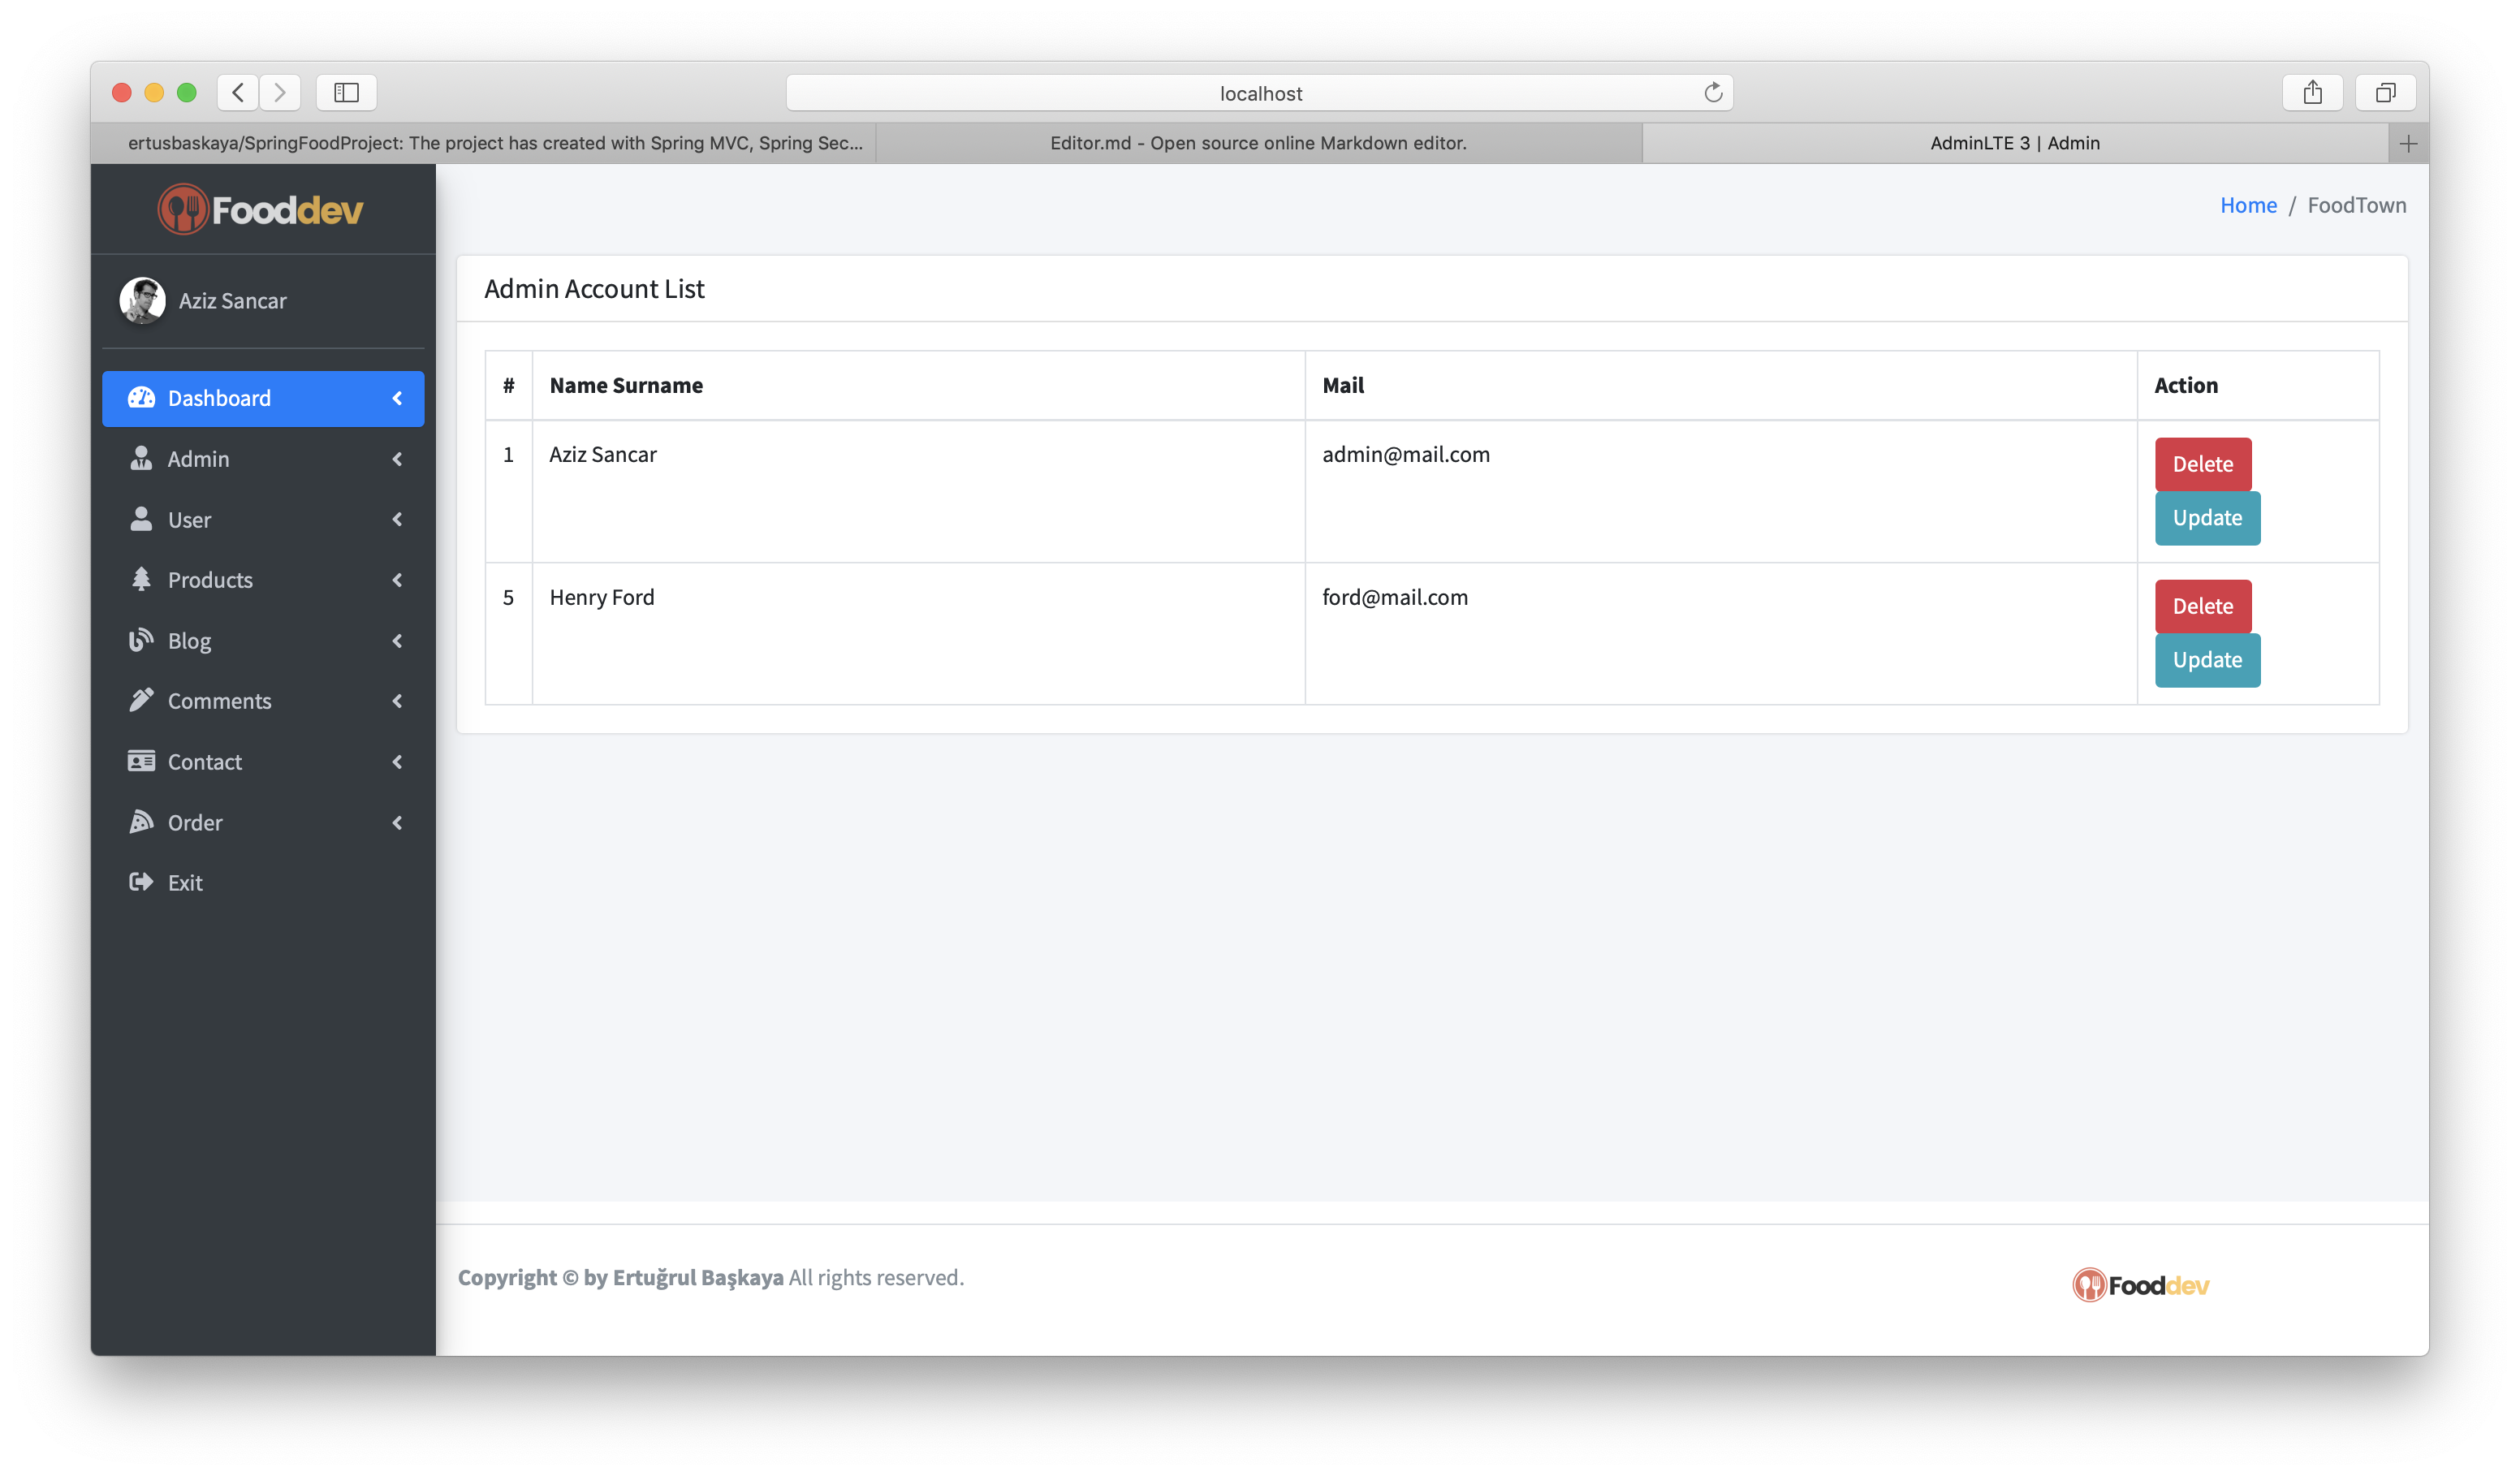 localhost
ertusbaskaya/SpringFoodProject: The project has created with Spring MVC, Spring Sec...
Editor.md - Open source online Markdown editor.
AdminLTE 3 | Admin
Fooddev
Home / FoodTown
Aziz Sancar
Dashboard
Admin
User
Products
Blog
Comments
Contact
Order
Exit
Admin Account List
# Name Surname Mail Action
1 Aziz Sancar admin@mail.com Delete
Update
5 Henry Ford ford@mail.com Delete
Update
Copyright © by Ertuğrul Başkaya All rights reserved.
Fooddev